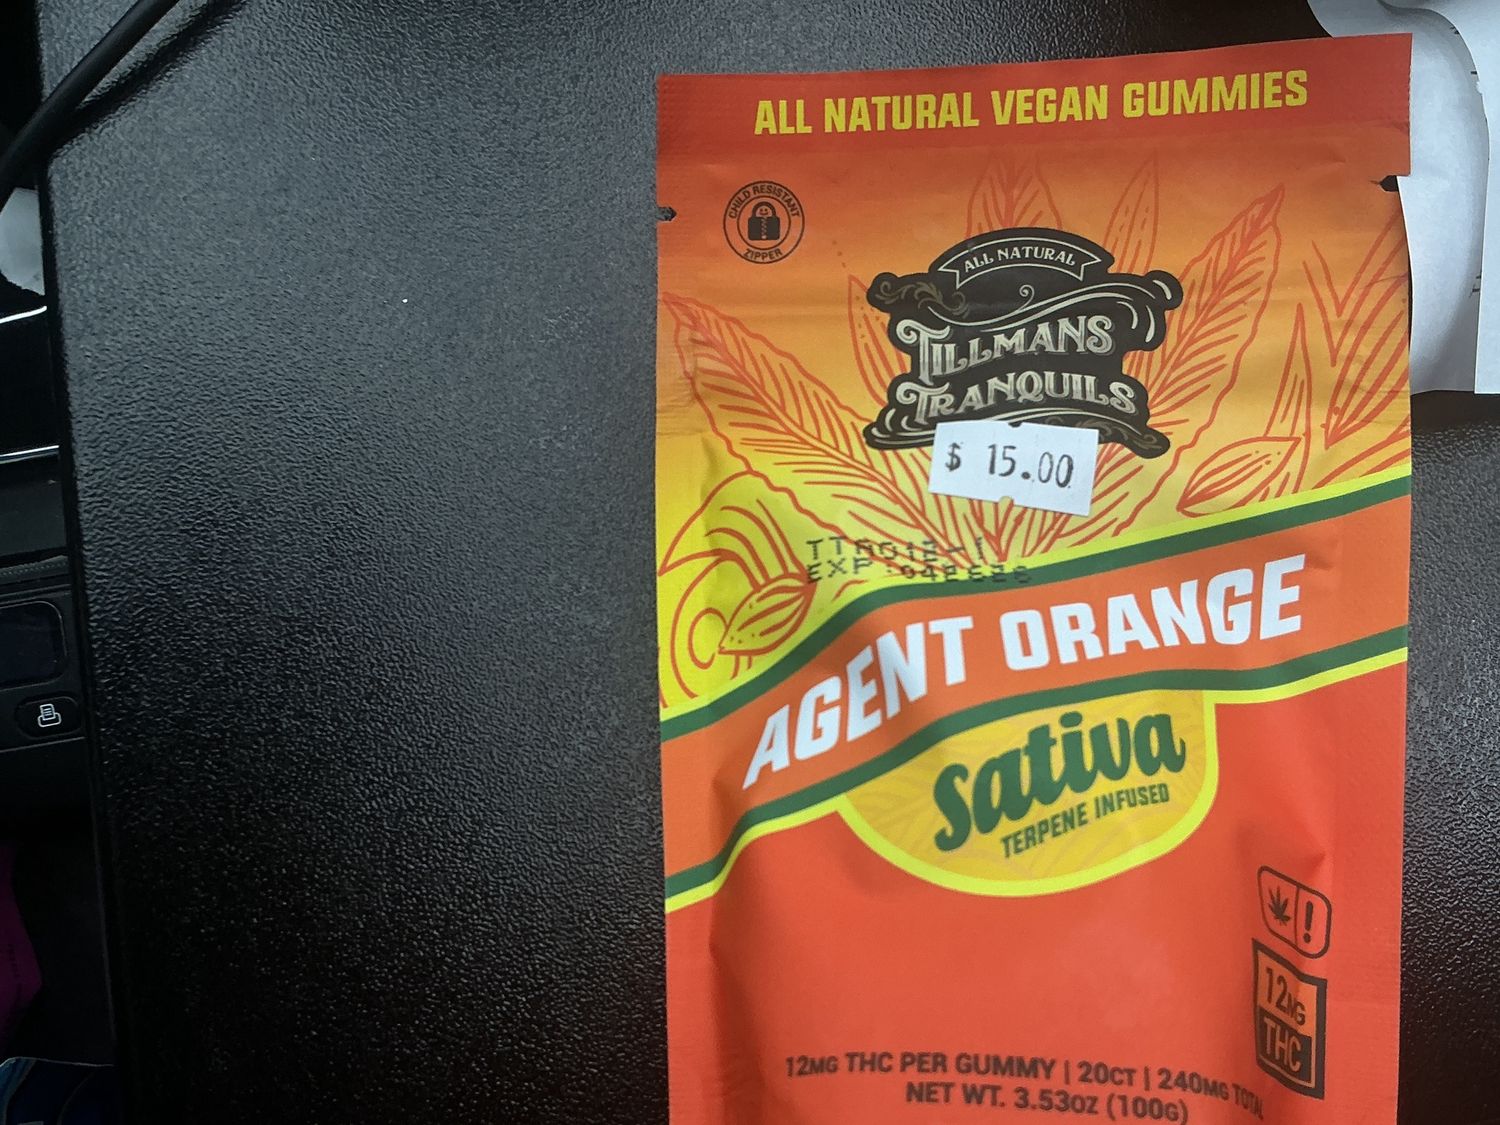 ALL NATURAL VEGAN GUMMIES
CHILD RESISTANT
ZIPPER
ALL NATURAL
TILLMANS
TRANQUILS
$ 15.00
EXP
AGENT ORANGE
sativa
TERPENE INFUSED
!
12MG
THC
12MG THC PER GUMMY | 20CT | 240MG TOTAL
NET WT. 3.53OZ (100G)